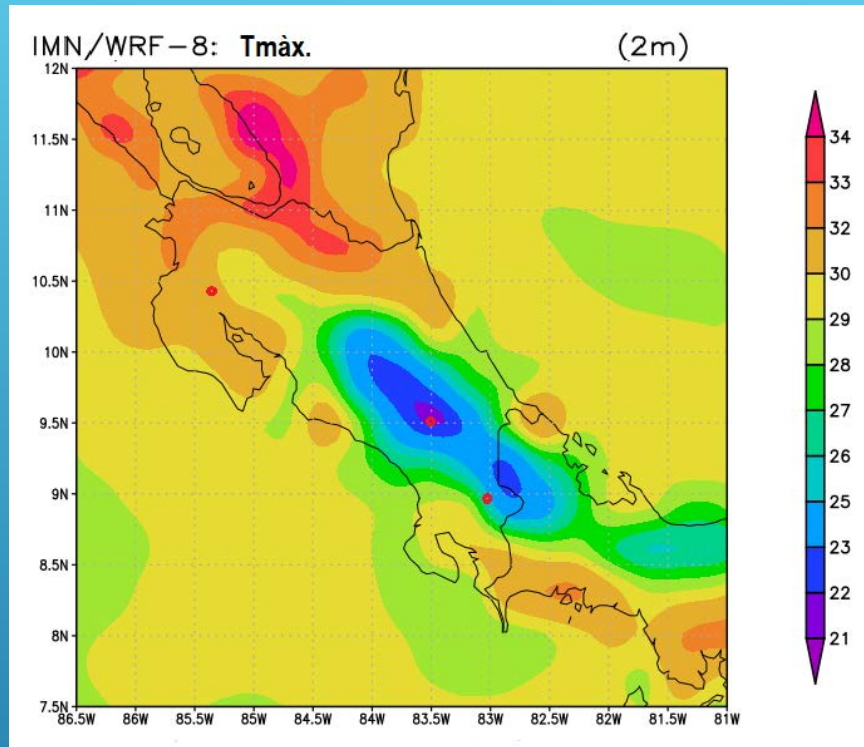 IMN/WRF-8: Tmàx. (2m)
12N
11.5N
11N
10.5N
10N
9.5N
9N
8.5N
8N
7.5N
86.5W 86W 85.5W 85W 84.5W 84W 83.5W 83W 82.5W 82W 81.5W 81W
34
33
32
30
29
28
27
26
25
23
22
21